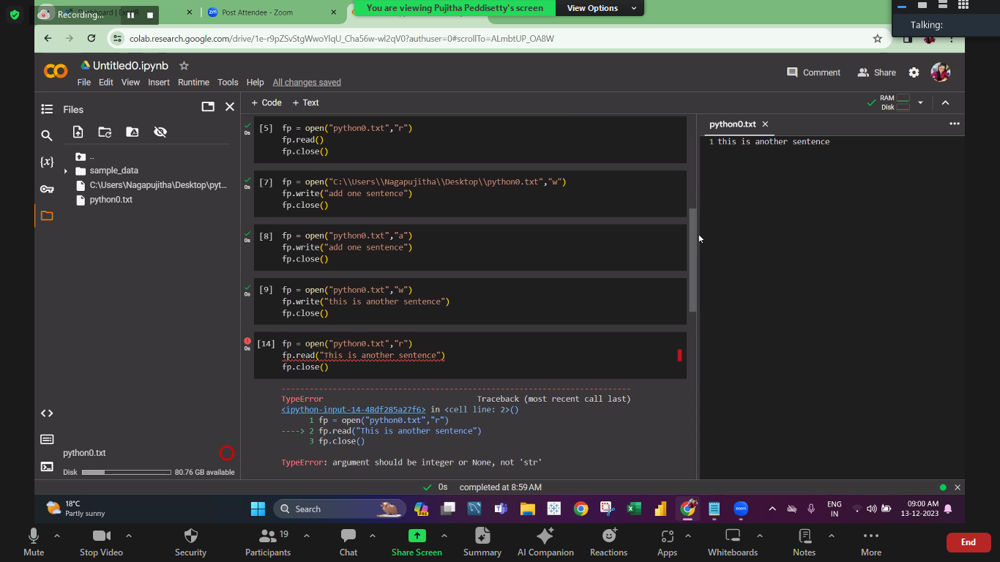 Recording...
Dashboard | Excel
Post Attendee - Zoom
You are viewing Pujitha Peddisetty's screen
View Options
Talking:
colab.research.google.com/drive/1e-r9pZSvStgWwoYlqU_Cha56w-wl2qV0?authuser=0#scrollTo=ALmbtUP_OA8W
Untitled0.ipynb
File Edit View Insert Runtime Tools Help All changes saved
Comment Share
Files
+ Code + Text
RAM
Disk
..
sample_data
C:\Users\Nagapujitha\Desktop\pyt...
python0.txt
{x}
[5] fp = open("python0.txt","r")
fp.read()
fp.close()
0s
[7] fp = open("C:\\Users\\Nagapujitha\\Desktop\\python0.txt","w")
fp.write("add one sentence")
fp.close()
0s
[8] fp = open("python0.txt","a")
fp.write("add one sentence")
fp.close()
0s
[9] fp = open("python0.txt","w")
fp.write("this is another sentence")
fp.close()
0s
[14] fp = open("python0.txt","r")
fp.read("This is another sentence")
fp.close()
0s
TypeError Traceback (most recent call last)
<ipython-input-14-48df285a27f6> in <cell line: 2>()
1 fp = open("python0.txt","r")
----> 2 fp.read("This is another sentence")
3 fp.close()
TypeError: argument should be integer or None, not 'str'
python0.txt
1 this is another sentence
python0.txt
Disk 80.76 GB available
0s completed at 8:59 AM
18°C
Partly sunny
Search
PRE
zoom
ENG
IN
09:00 AM
13-12-2023
Mute
Stop Video
Security
19
Participants
Chat
Share Screen
Summary
AI Companion
Reactions
Apps
Whiteboards
Notes
More
End